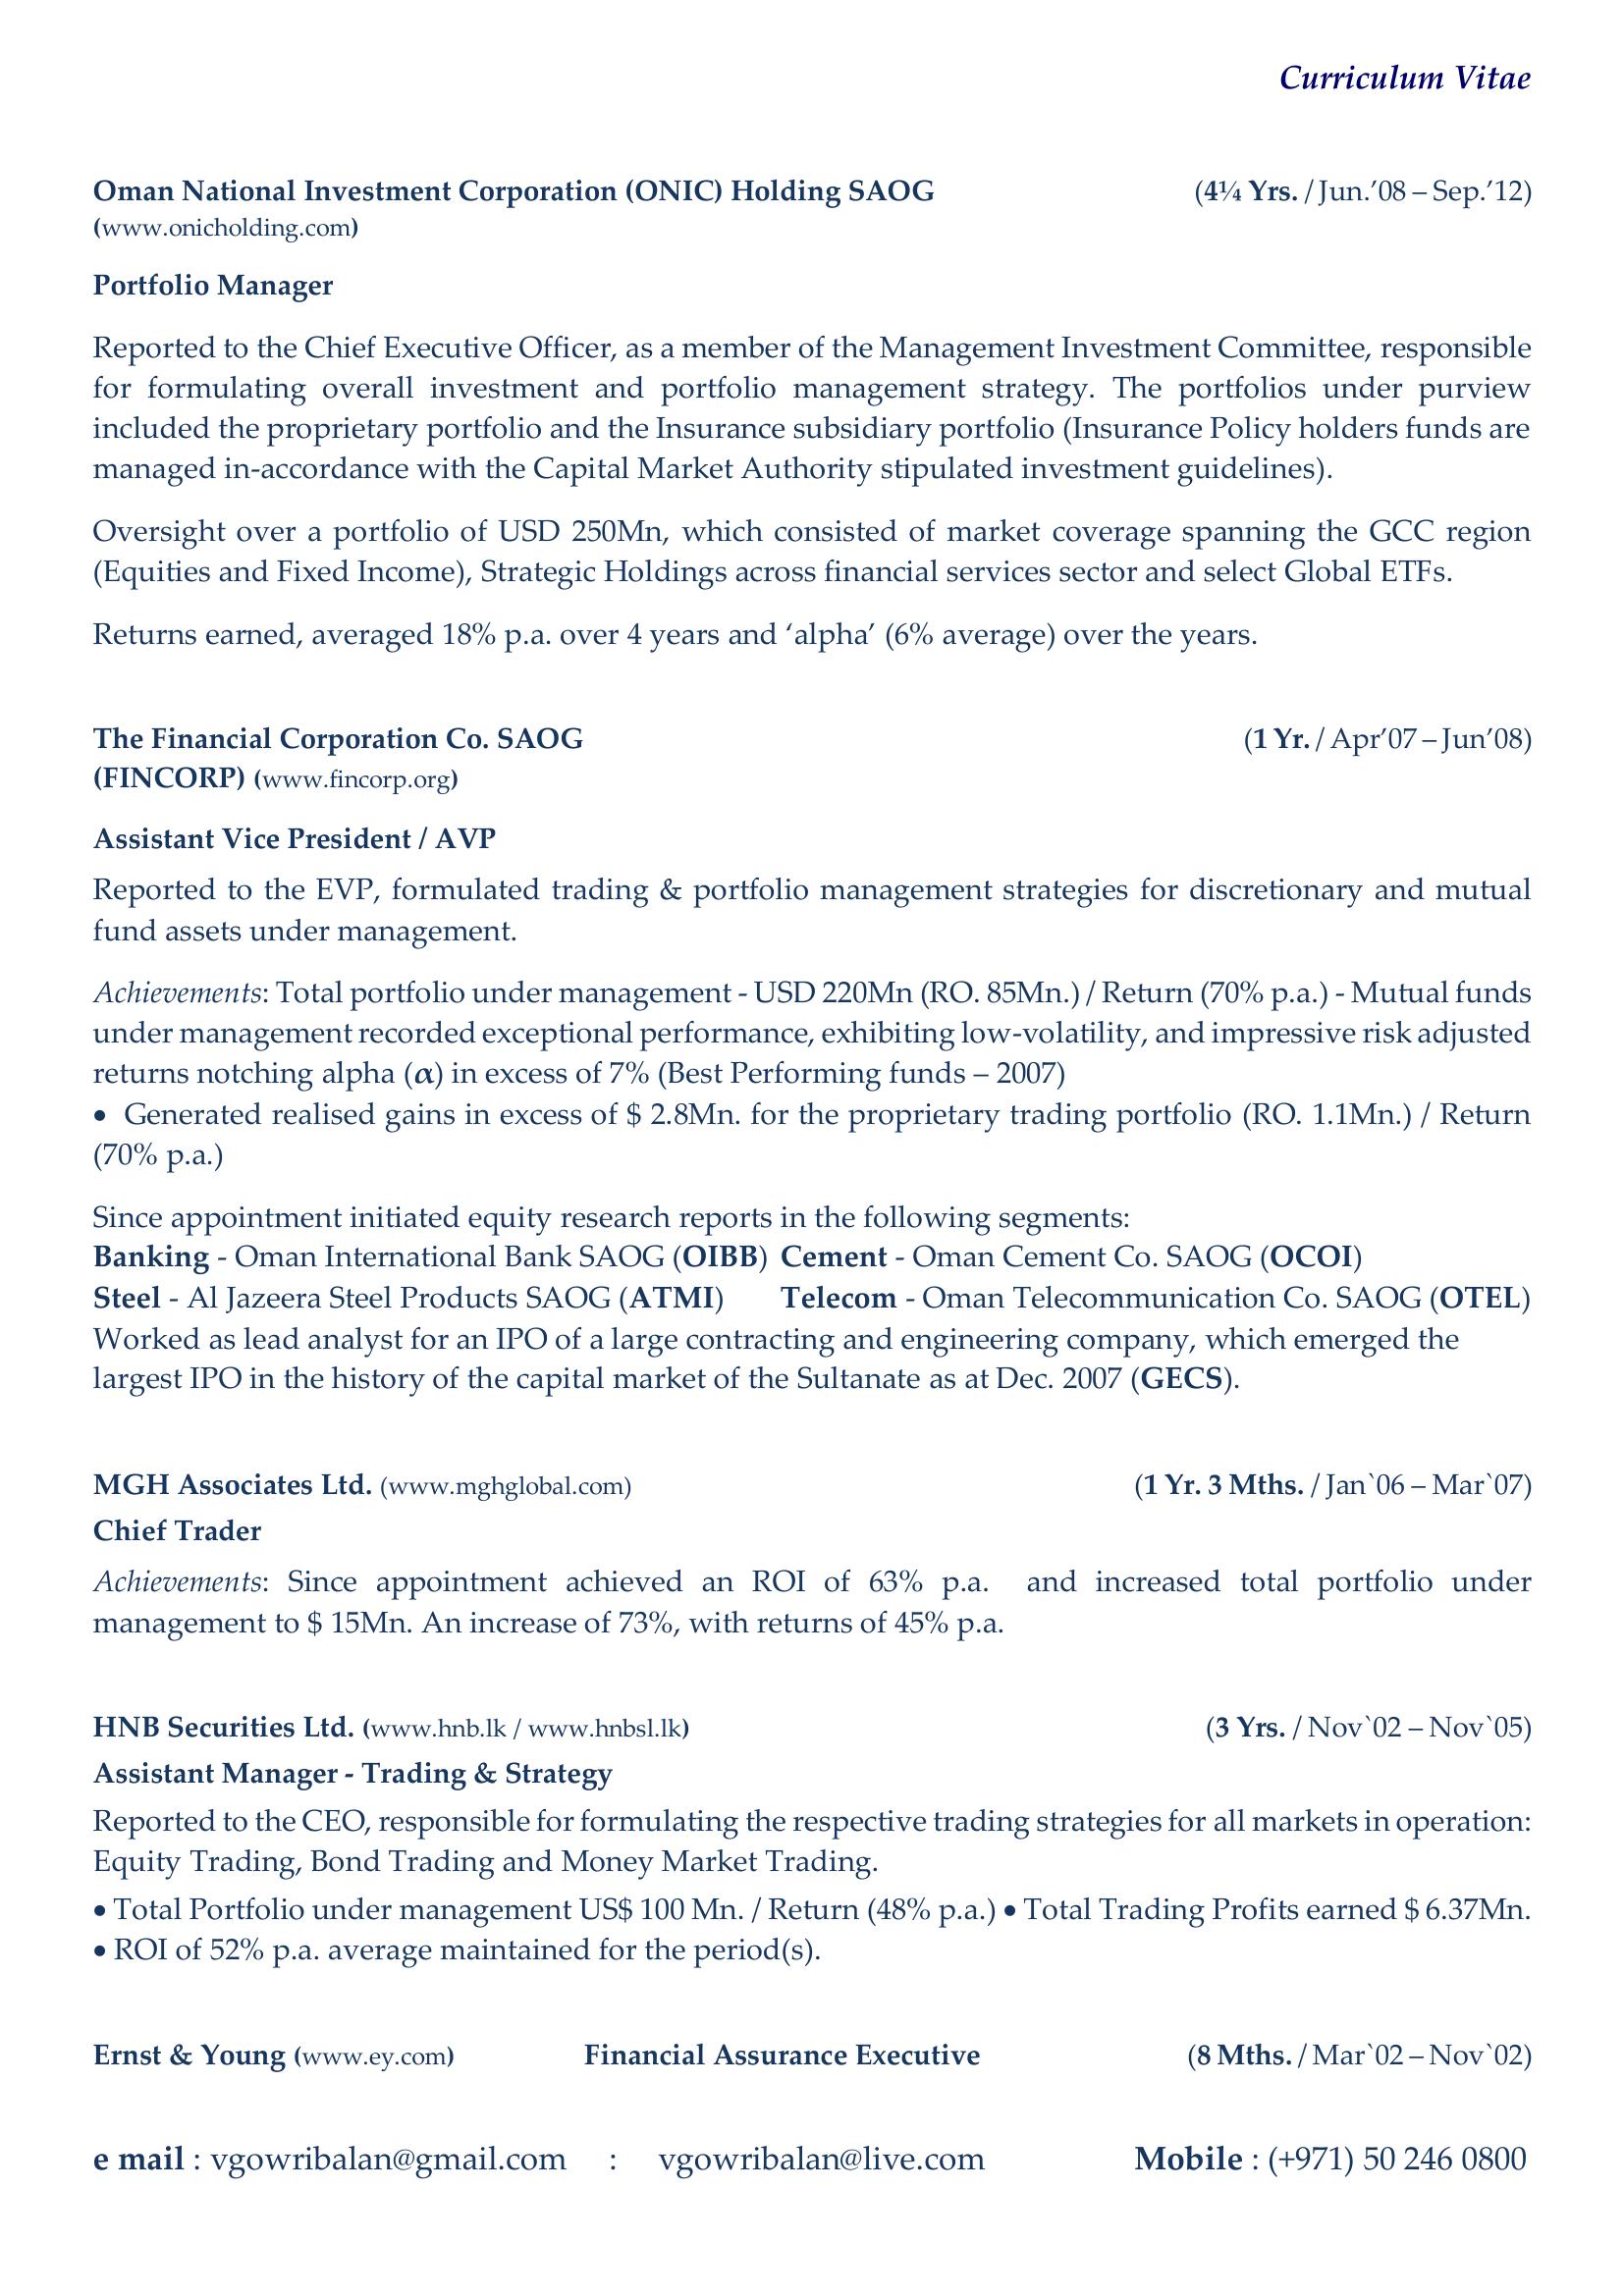 Curriculum Vitae
Oman National Investment Corporation (ONIC) Holding SAOG (4¼ Yrs. / Jun.’08 – Sep.’12)
(www.onicholding.com)
Portfolio Manager
Reported to the Chief Executive Officer, as a member of the Management Investment Committee, responsible
for formulating overall investment and portfolio management strategy. The portfolios under purview
included the proprietary portfolio and the Insurance subsidiary portfolio (Insurance Policy holders funds are
managed in-accordance with the Capital Market Authority stipulated investment guidelines).
Oversight over a portfolio of USD 250Mn, which consisted of market coverage spanning the GCC region
(Equities and Fixed Income), Strategic Holdings across financial services sector and select Global ETFs.
Returns earned, averaged 18% p.a. over 4 years and ‘alpha’ (6% average) over the years.
The Financial Corporation Co. SAOG (1 Yr. / Apr’07 – Jun’08)
(FINCORP) (www.fincorp.org)
Assistant Vice President / AVP
Reported to the EVP, formulated trading & portfolio management strategies for discretionary and mutual
fund assets under management.
Achievements: Total portfolio under management - USD 220Mn (RO. 85Mn.) / Return (70% p.a.) - Mutual funds
under management recorded exceptional performance, exhibiting low-volatility, and impressive risk adjusted
returns notching alpha (α) in excess of 7% (Best Performing funds – 2007)
• Generated realised gains in excess of $ 2.8Mn. for the proprietary trading portfolio (RO. 1.1Mn.) / Return
(70% p.a.)
Since appointment initiated equity research reports in the following segments:
Banking - Oman International Bank SAOG (OIBB) Cement - Oman Cement Co. SAOG (OCOI)
Steel - Al Jazeera Steel Products SAOG (ATMI) Telecom - Oman Telecommunication Co. SAOG (OTEL)
Worked as lead analyst for an IPO of a large contracting and engineering company, which emerged the
largest IPO in the history of the capital market of the Sultanate as at Dec. 2007 (GECS).
MGH Associates Ltd. (www.mghglobal.com) (1 Yr. 3 Mths. / Jan`06 – Mar`07)
Chief Trader
Achievements: Since appointment achieved an ROI of 63% p.a. and increased total portfolio under
management to $ 15Mn. An increase of 73%, with returns of 45% p.a.
HNB Securities Ltd. (www.hnb.lk / www.hnbsl.lk) (3 Yrs. / Nov`02 – Nov`05)
Assistant Manager - Trading & Strategy
Reported to the CEO, responsible for formulating the respective trading strategies for all markets in operation:
Equity Trading, Bond Trading and Money Market Trading.
• Total Portfolio under management US$ 100 Mn. / Return (48% p.a.) • Total Trading Profits earned $ 6.37Mn.
• ROI of 52% p.a. average maintained for the period(s).
Ernst & Young (www.ey.com) Financial Assurance Executive (8 Mths. / Mar`02 – Nov`02)
e mail : vgowribalan@gmail.com : vgowribalan@live.com Mobile : (+971) 50 246 0800